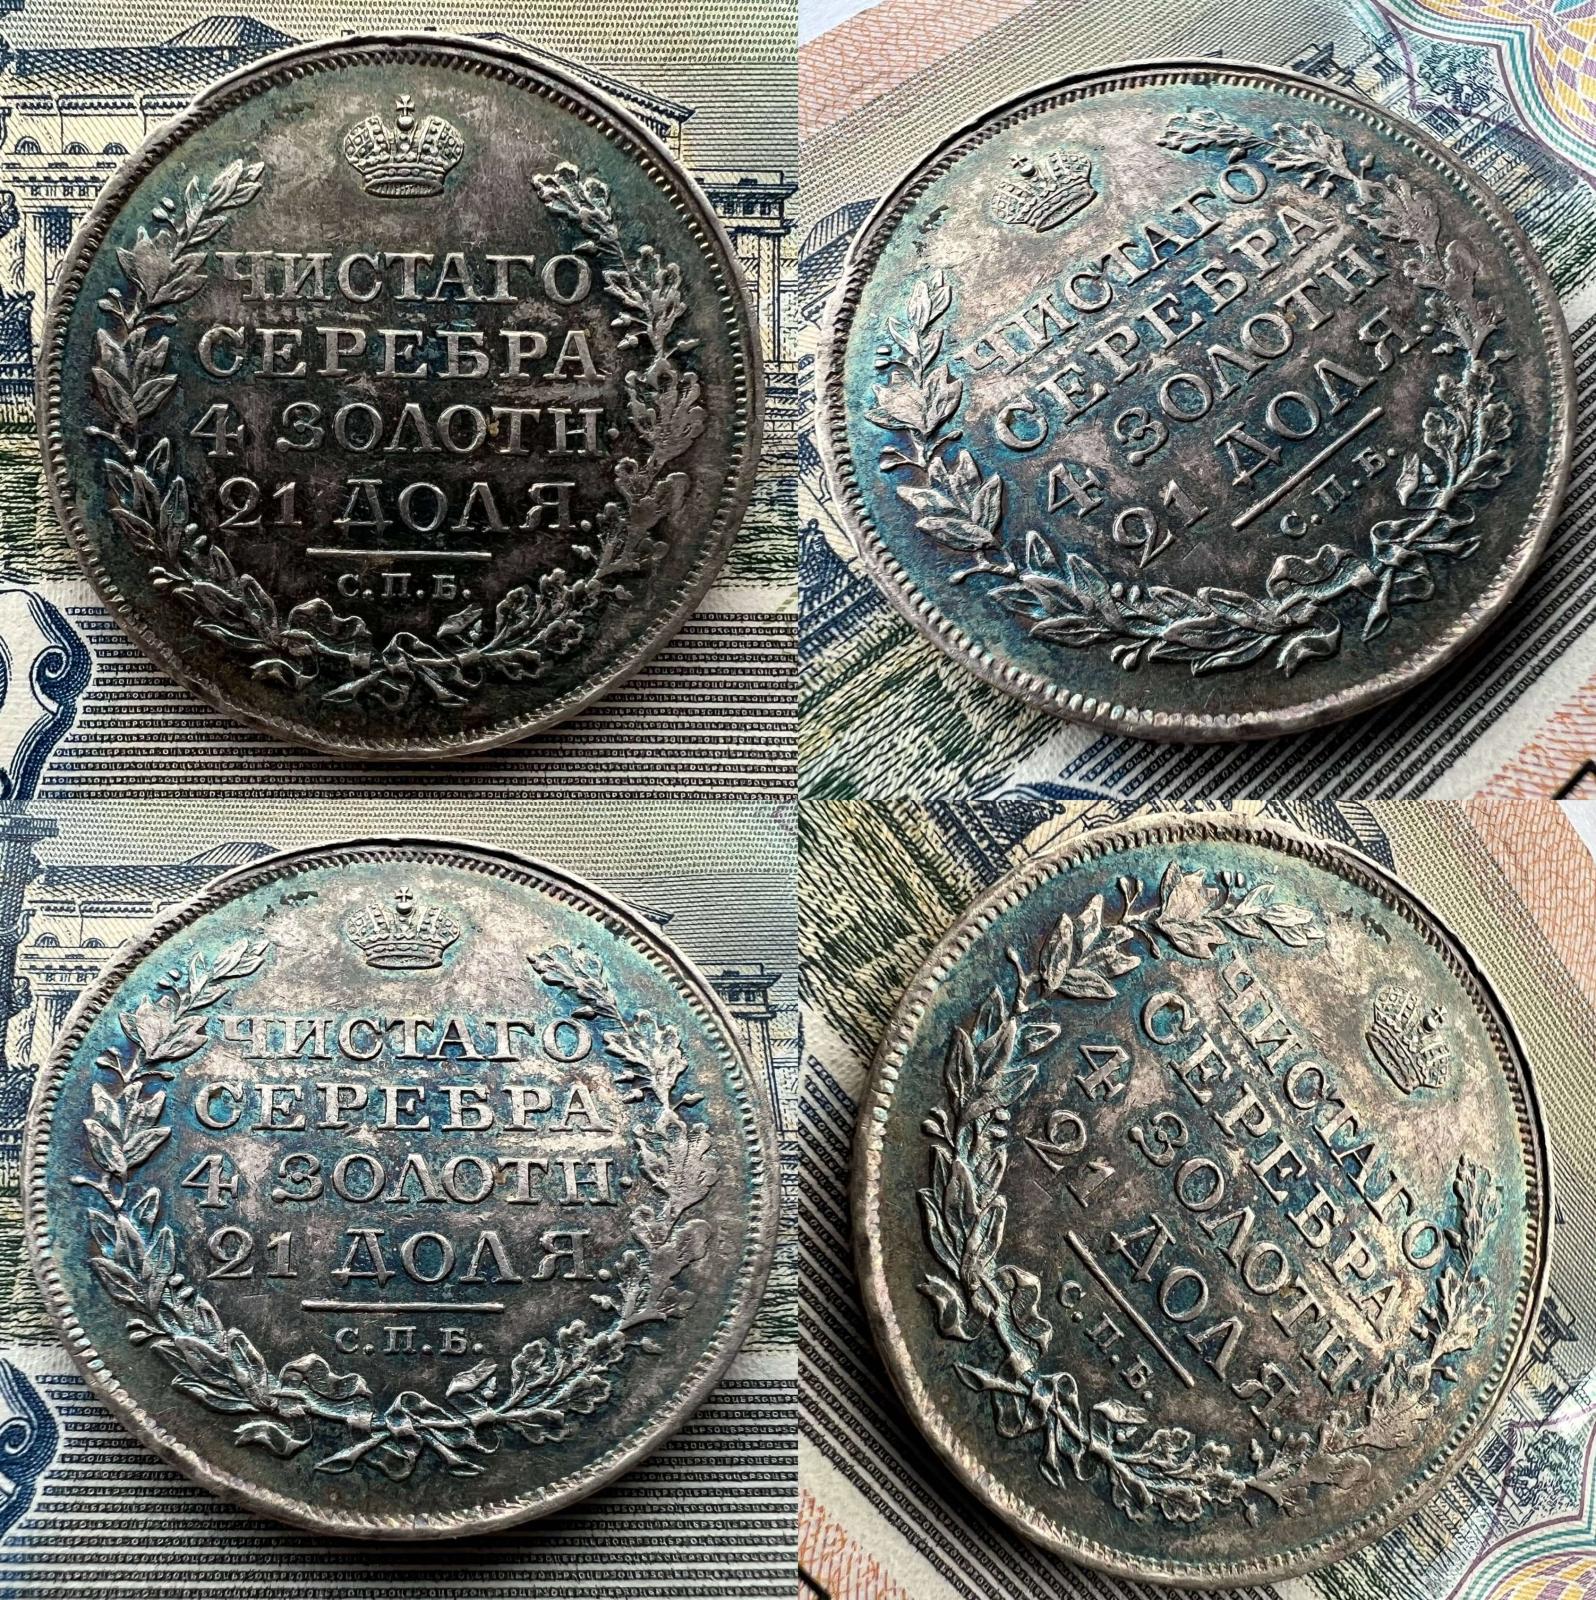 ЧИСТАГО
СЕРЕБРА
4 ЗОЛОТН.
21 ДОЛЯ.
С.П.Б.
ЧИСТАГО
СЕРЕБРА
4 ЗОЛОТН.
21 ДОЛЯ
С.П.Б.
ЧИСТАГО
СЕРЕБРА
4 ЗОЛОТН.
21 ДОЛЯ.
С.П.Б.
ЧИСТАГО
СЕРЕБРА
4 ЗОЛОТН.
21 ДОЛЯ
С.П.Б.